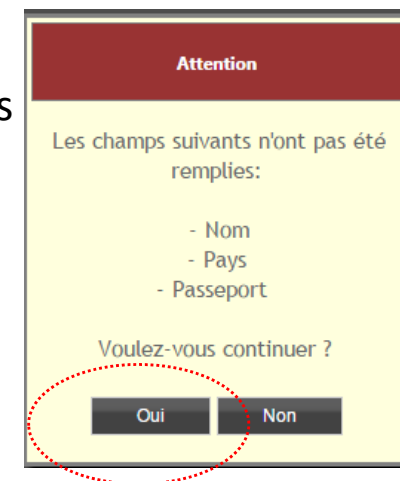 Attention
s
Les champs suivants n'ont pas été
remplies:
- Nom
- Pays
- Passeport
Voulez-vous continuer ?
Oui Non